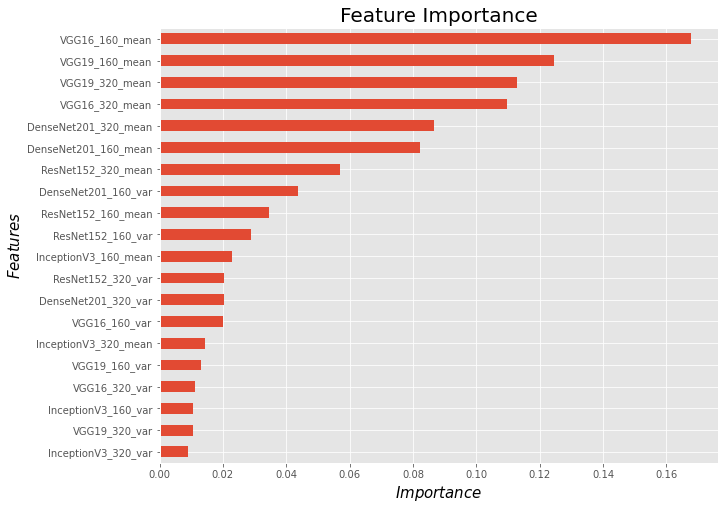 Feature Importance
VGG16_160_mean
VGG19_160_mean
VGG19_320_mean
VGG16_320_mean
DenseNet201_320_mean
DenseNet201_160_mean
ResNet152_320_mean
DenseNet201_160_var
ResNet152_160_mean
ResNet152_160_var
InceptionV3_160_mean
ResNet152_320_var
DenseNet201_320_var
VGG16_160_var
InceptionV3_320_mean
VGG19_160_var
VGG16_320_var
InceptionV3_160_var
VGG19_320_var
InceptionV3_320_var
Features
0.00 0.02 0.04 0.06 0.08 0.10 0.12 0.14 0.16
Importance